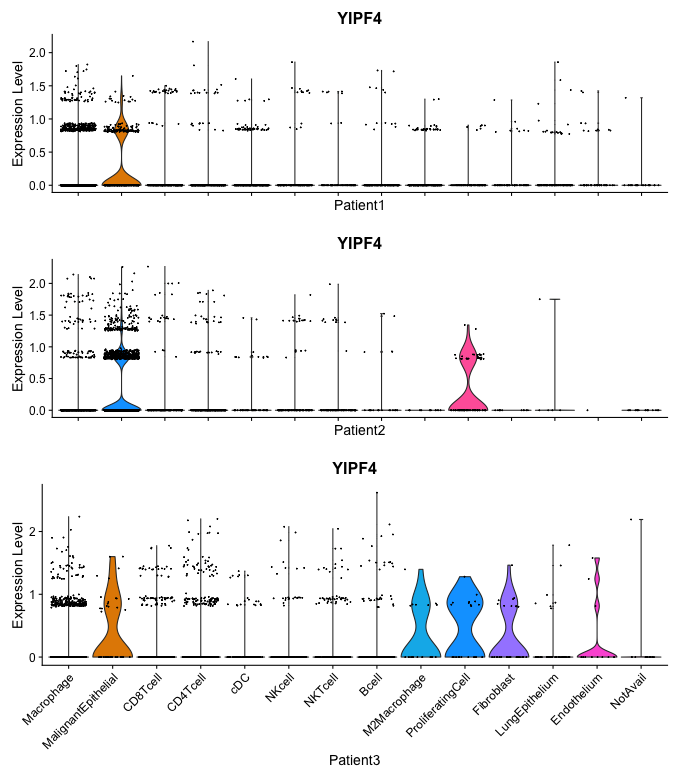 YIPF4
Expression Level
2.0
1.5
1.0
0.5
0.0
Patient1
YIPF4
Expression Level
2.0
1.5
1.0
0.5
0.0
Patient2
YIPF4
Expression Level
2
1
0
Macrophage
MalignantEpithelial
CD8Tcell
CD4Tcell
cDC
NKcell
NKTcell
Bcell
M2Macrophage
ProliferatingCell
Fibroblast
LungEpithelium
Endothelium
NotAvail
Patient3